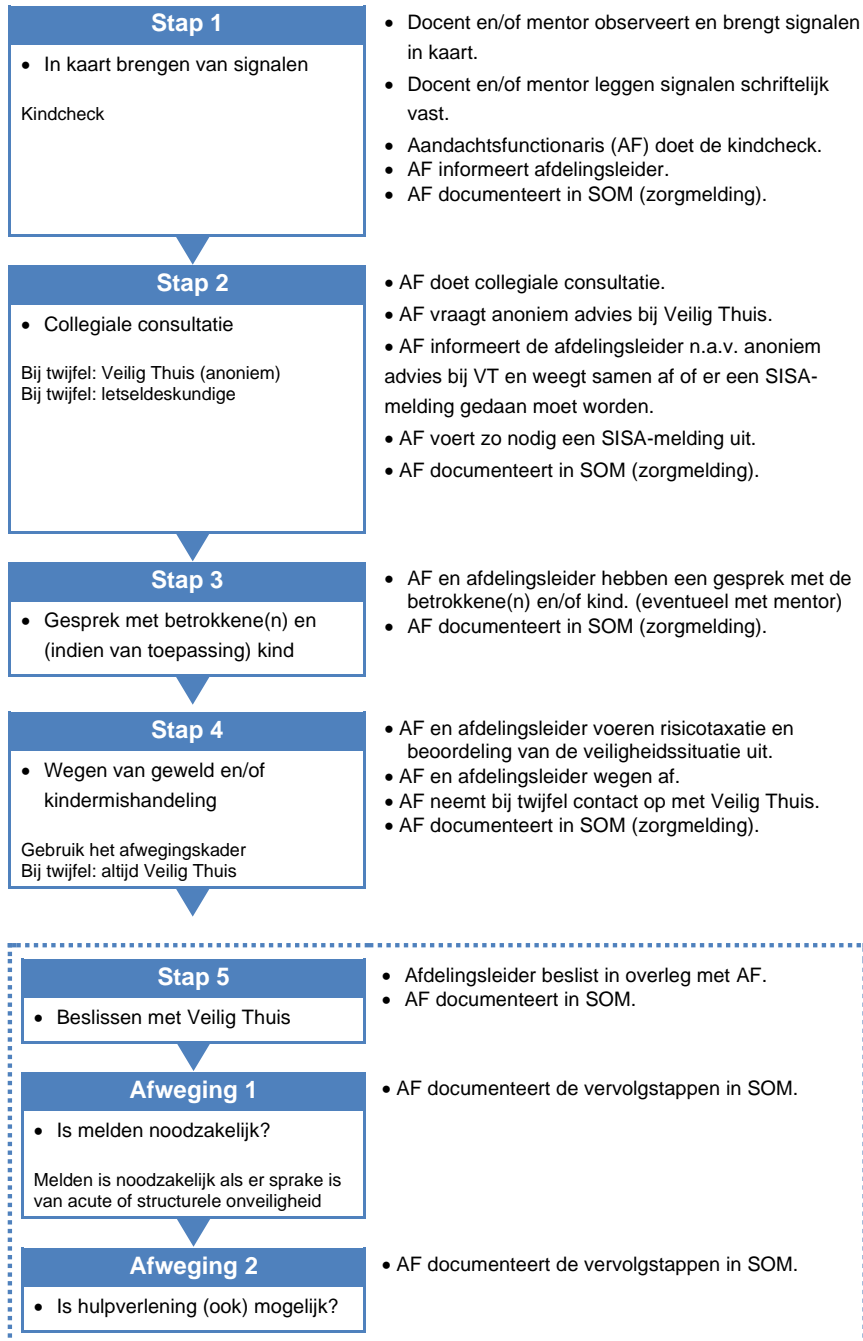 Stap 1
• In kaart brengen van signalen
Kindcheck
• Docent en/of mentor observeert en brengt signalen
in kaart.
• Docent en/of mentor leggen signalen schriftelijk
vast.
• Aandachtsfunctionaris (AF) doet de kindcheck.
• AF informeert afdelingsleider.
• AF documenteert in SOM (zorgmelding).
Stap 2
• Collegiale consultatie
Bij twijfel: Veilig Thuis (anoniem)
Bij twijfel: letseldeskundige
• AF doet collegiale consultatie.
• AF vraagt anoniem advies bij Veilig Thuis.
• AF informeert de afdelingsleider n.a.v. anoniem
advies bij VT en weegt samen af of er een SISA-
melding gedaan moet worden.
• AF voert zo nodig een SISA-melding uit.
• AF documenteert in SOM (zorgmelding).
Stap 3
• Gesprek met betrokkene(n) en
(indien van toepassing) kind
• AF en afdelingsleider hebben een gesprek met de
betrokkene(n) en/of kind. (eventueel met mentor)
• AF documenteert in SOM (zorgmelding).
Stap 4
• Wegen van geweld en/of
kindermishandeling
Gebruik het afwegingskader
Bij twijfel: altijd Veilig Thuis
• AF en afdelingsleider voeren risicotaxatie en
beoordeling van de veiligheidssituatie uit.
• AF en afdelingsleider wegen af.
• AF neemt bij twijfel contact op met Veilig Thuis.
• AF documenteert in SOM (zorgmelding).
Stap 5
• Beslissen met Veilig Thuis
• Afdelingsleider beslist in overleg met AF.
• AF documenteert in SOM.
Afweging 1
• Is melden noodzakelijk?
Melden is noodzakelijk als er sprake is
van acute of structurele onveiligheid
• AF documenteert de vervolgstappen in SOM.
Afweging 2
• Is hulpverlening (ook) mogelijk?
• AF documenteert de vervolgstappen in SOM.